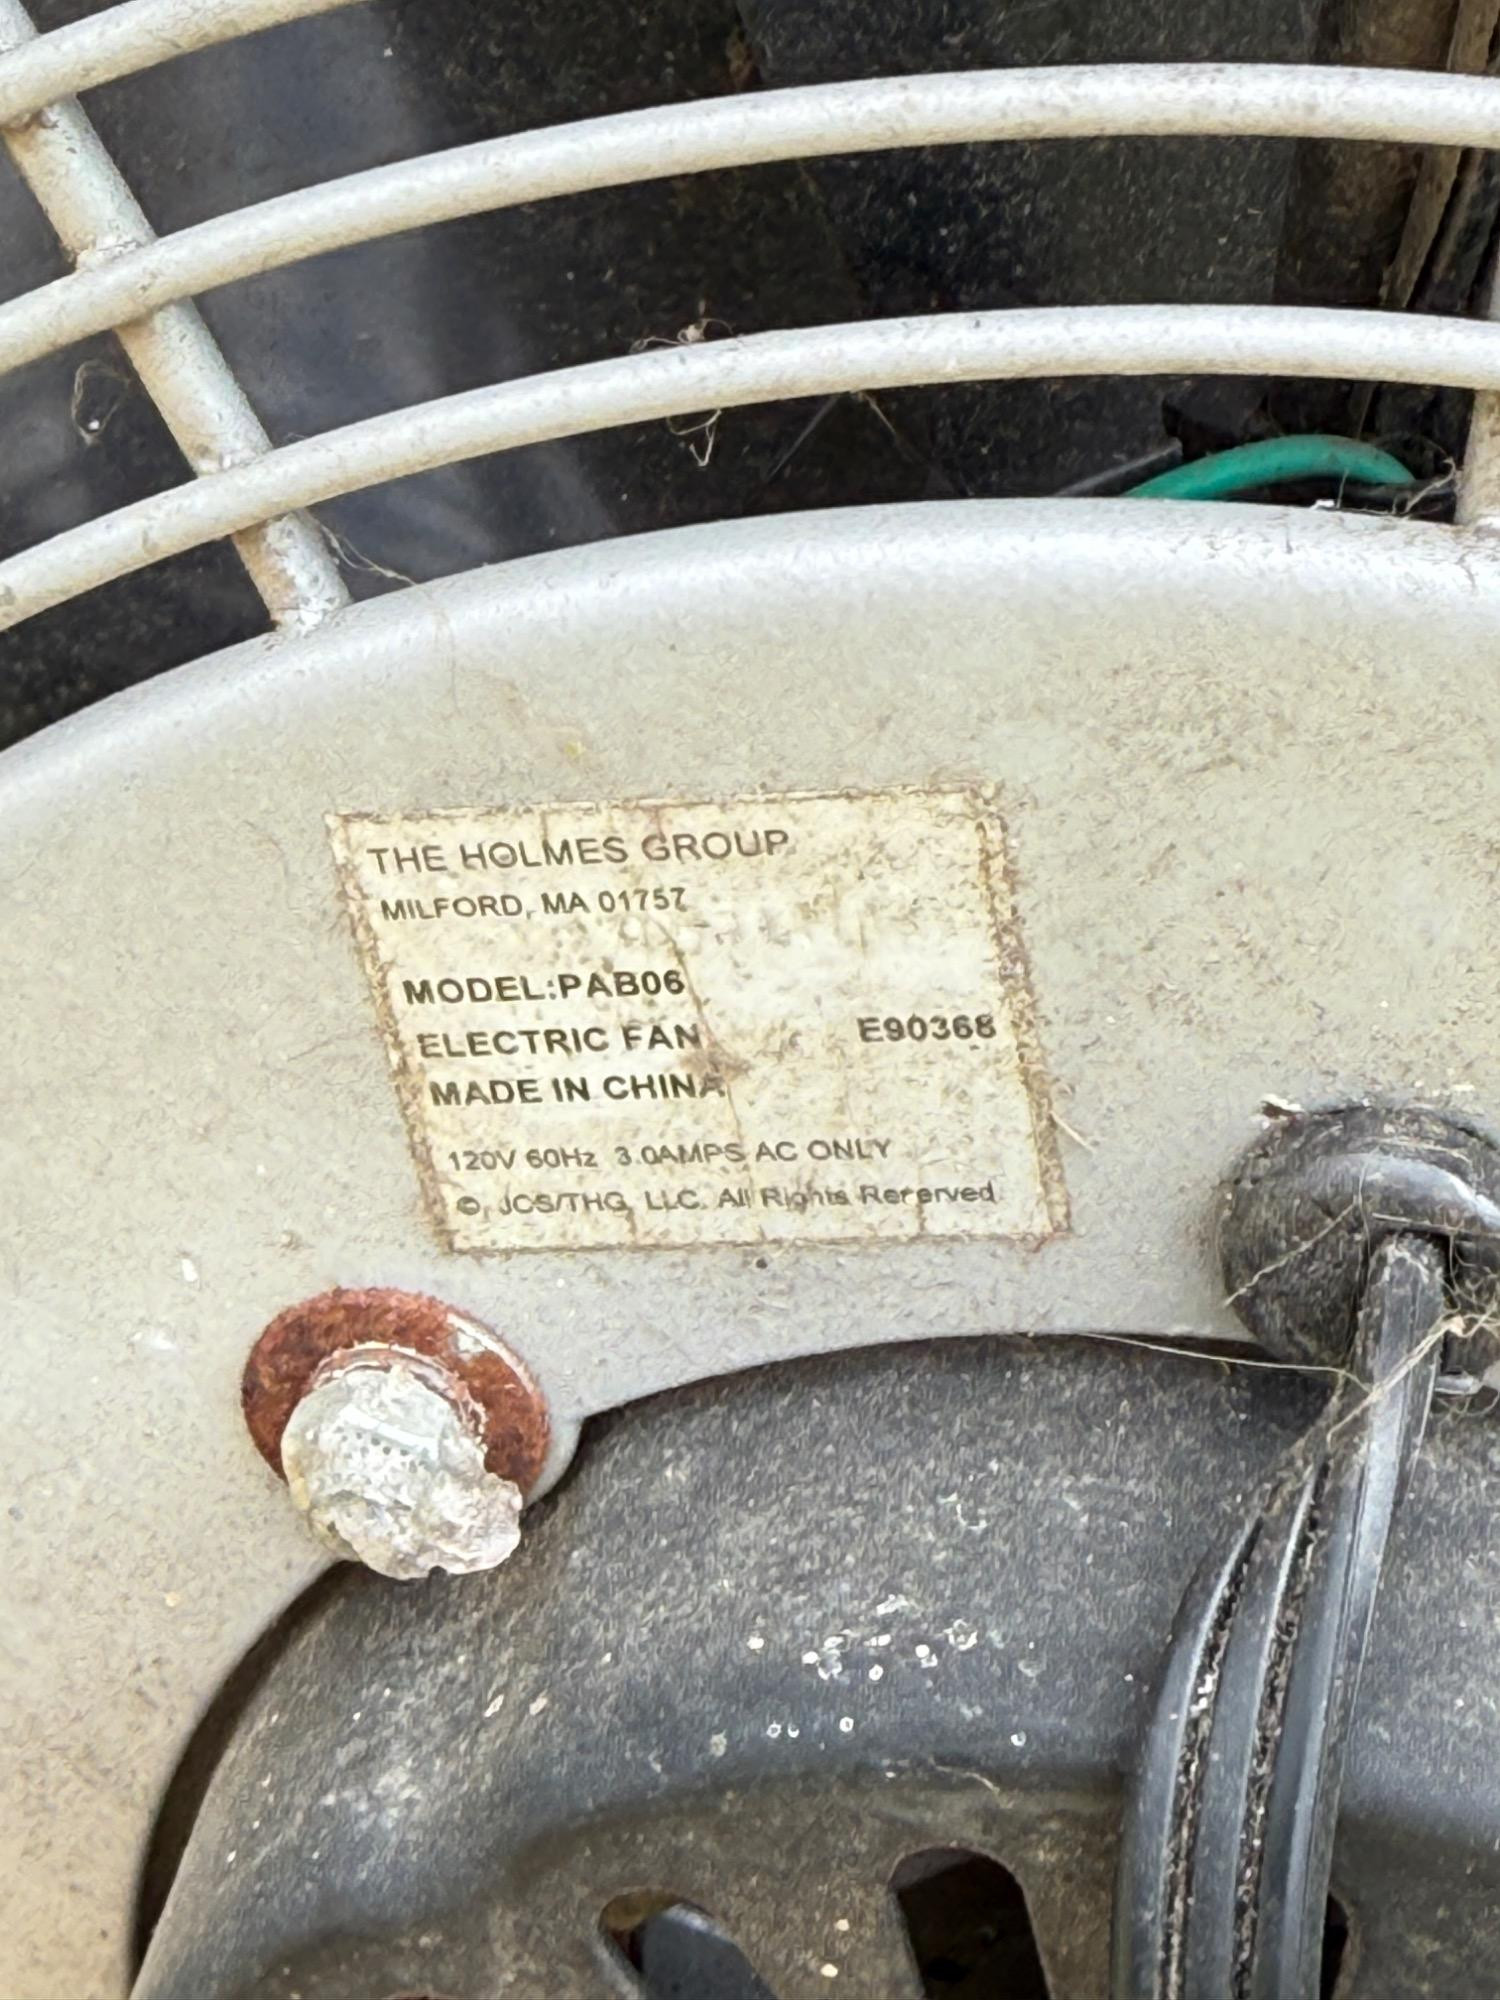 THE HOLMES GROUP
MILFORD, MA 01757
MODEL:PAB06
ELECTRIC FAN E90368
MADE IN CHINA
120V 60Hz 3.0AMPS AC ONLY
© JCS/THG, LLC. All Rights Reserved